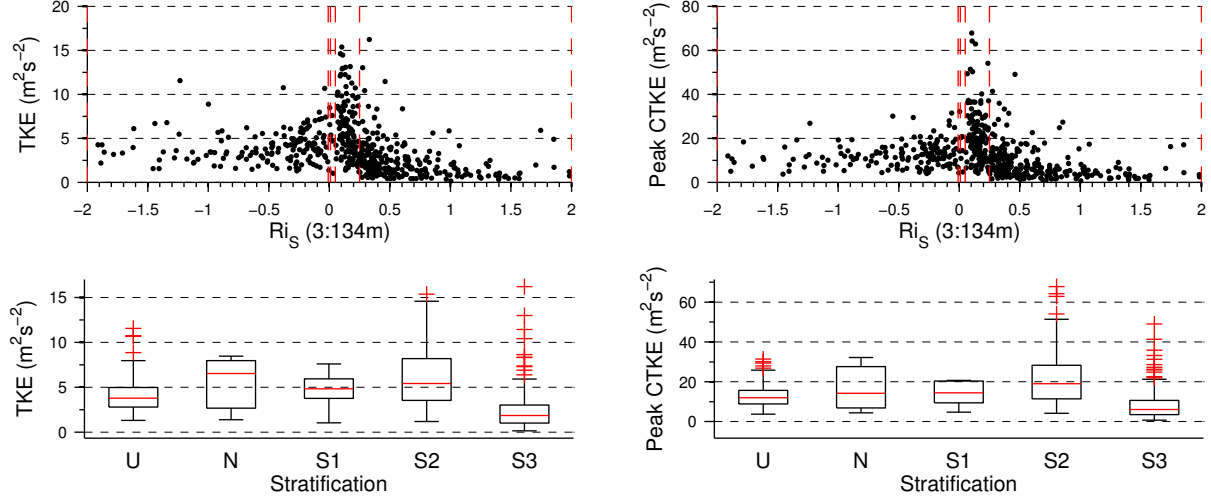 TKE (m²s⁻²)
20
15
10
5
0
−2 −1.5 −1 −0.5 0 0.5 1 1.5 2
Ri_S (3:134m)
Peak CTKE (m²s⁻²)
80
60
40
20
0
−2 −1.5 −1 −0.5 0 0.5 1 1.5 2
Ri_S (3:134m)
TKE (m²s⁻²)
15
10
5
0
U N S1 S2 S3
Stratification
Peak CTKE (m²s⁻²)
60
40
20
0
U N S1 S2 S3
Stratification